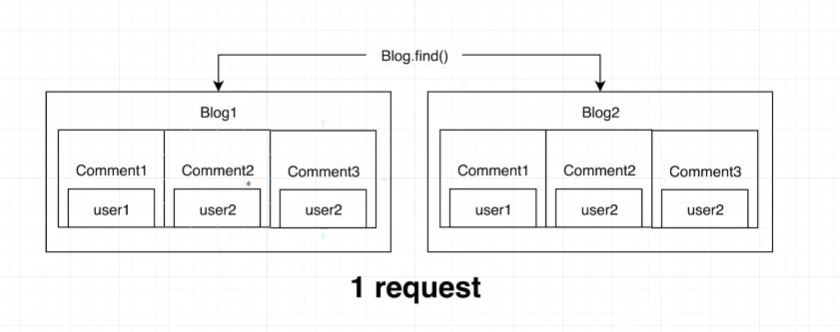 Blog.find()
Blog1
Blog2
Comment1
Comment2
Comment3
user1
user2
user2
Comment1
Comment2
Comment3
user1
user2
user2
1 request